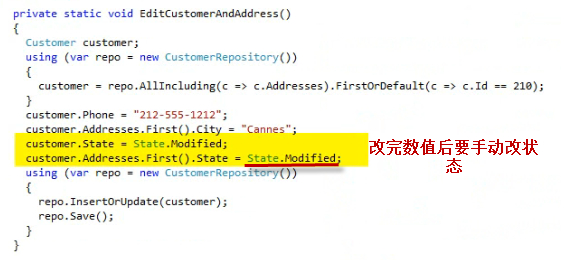 private static void EditCustomerAndAddress()
{
Customer customer;
using (var repo = new CustomerRepository())
{
customer = repo.AllIncluding(c => c.Addresses).FirstOrDefault(c => c.Id == 210);
}
customer.Phone = "212-555-1212";
customer.Addresses.First().City = "Cannes";
customer.State = State.Modified;
customer.Addresses.First().State = State.Modified;
改完数值后要手动改状
态
using (var repo = new CustomerRepository())
{
repo.InsertOrUpdate(customer);
repo.Save();
}
}